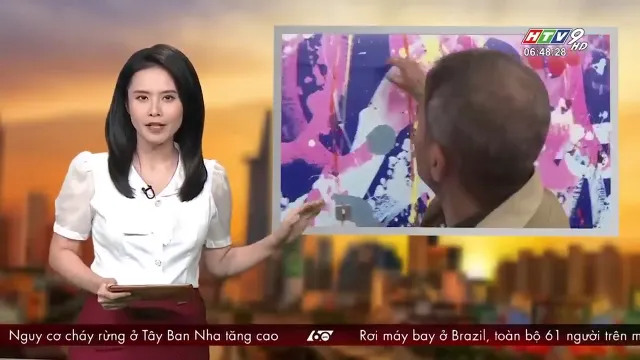 HTV9 HD
06:48:28
Nguy cơ cháy rừng ở Tây Ban Nha tăng cao
60 Rơi máy bay ở Brazil, toàn bộ 61 người trên m